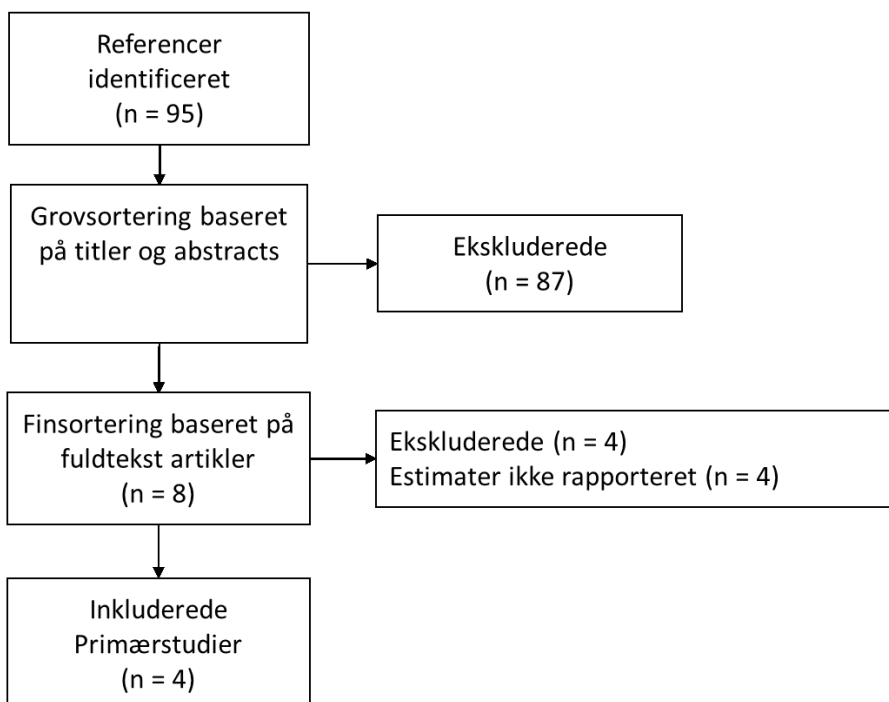 Referencer
identificeret
(n = 95)
Grovsortering baseret
på titler og abstracts
Ekskluderede
(n = 87)
Finsortering baseret på
fuldtekst artikler
(n = 8)
Ekskluderede (n = 4)
Estimater ikke rapporteret (n = 4)
Inkluderede
Primærstudier
(n = 4)